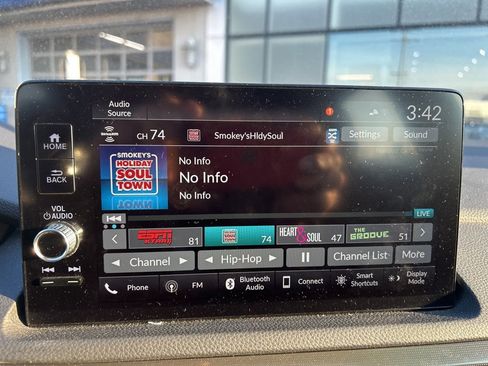 Audio Source
3:42
SiriusXM
CH 74
Smokey'sHldySoul
Settings
Sound
HOME
BACK
VOL
AUDIO
SMOKEY'S
HOLIDAY
SOUL
TOWN
No Info
No Info
No Info
LIVE
ESPN
81
74
HEART & SOUL
47
THE GROOVE
51
Channel
Hip-Hop
Channel List
More
Phone
FM
Bluetooth Audio
Connect
Smart Shortcuts
Display Mode